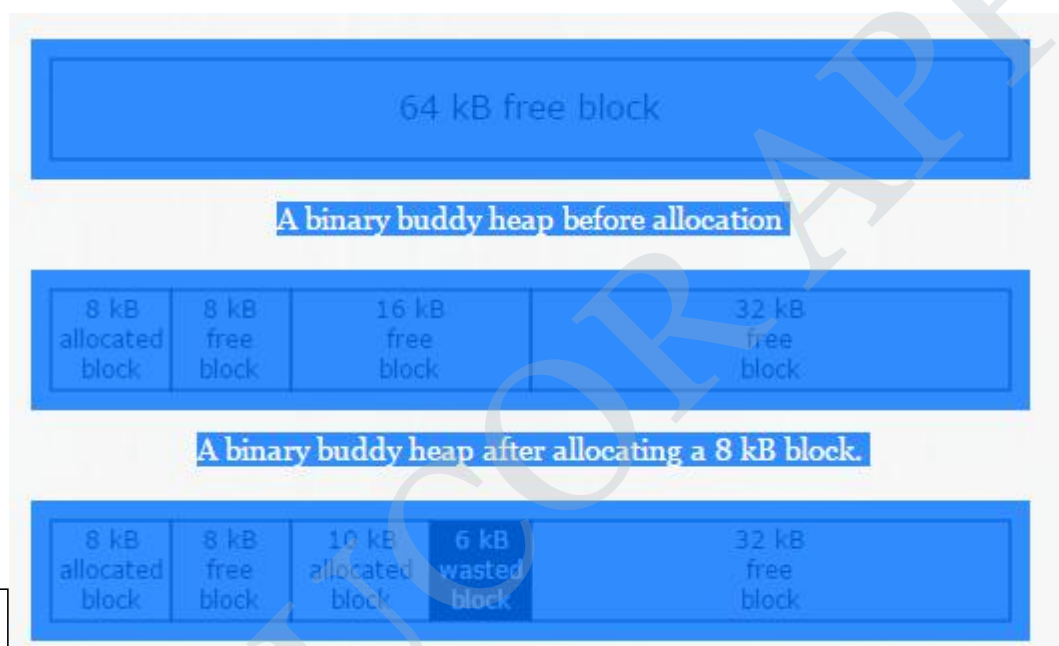 64 kB free block
A binary buddy heap before allocation
8 kB 8 kB 16 kB 32 kB
allocated free free free
block block block block
A binary buddy heap after allocating a 8 kB block.
8 kB 8 kB 10 kB 6 kB 32 kB
allocated free allocated wasted free
block block block block block